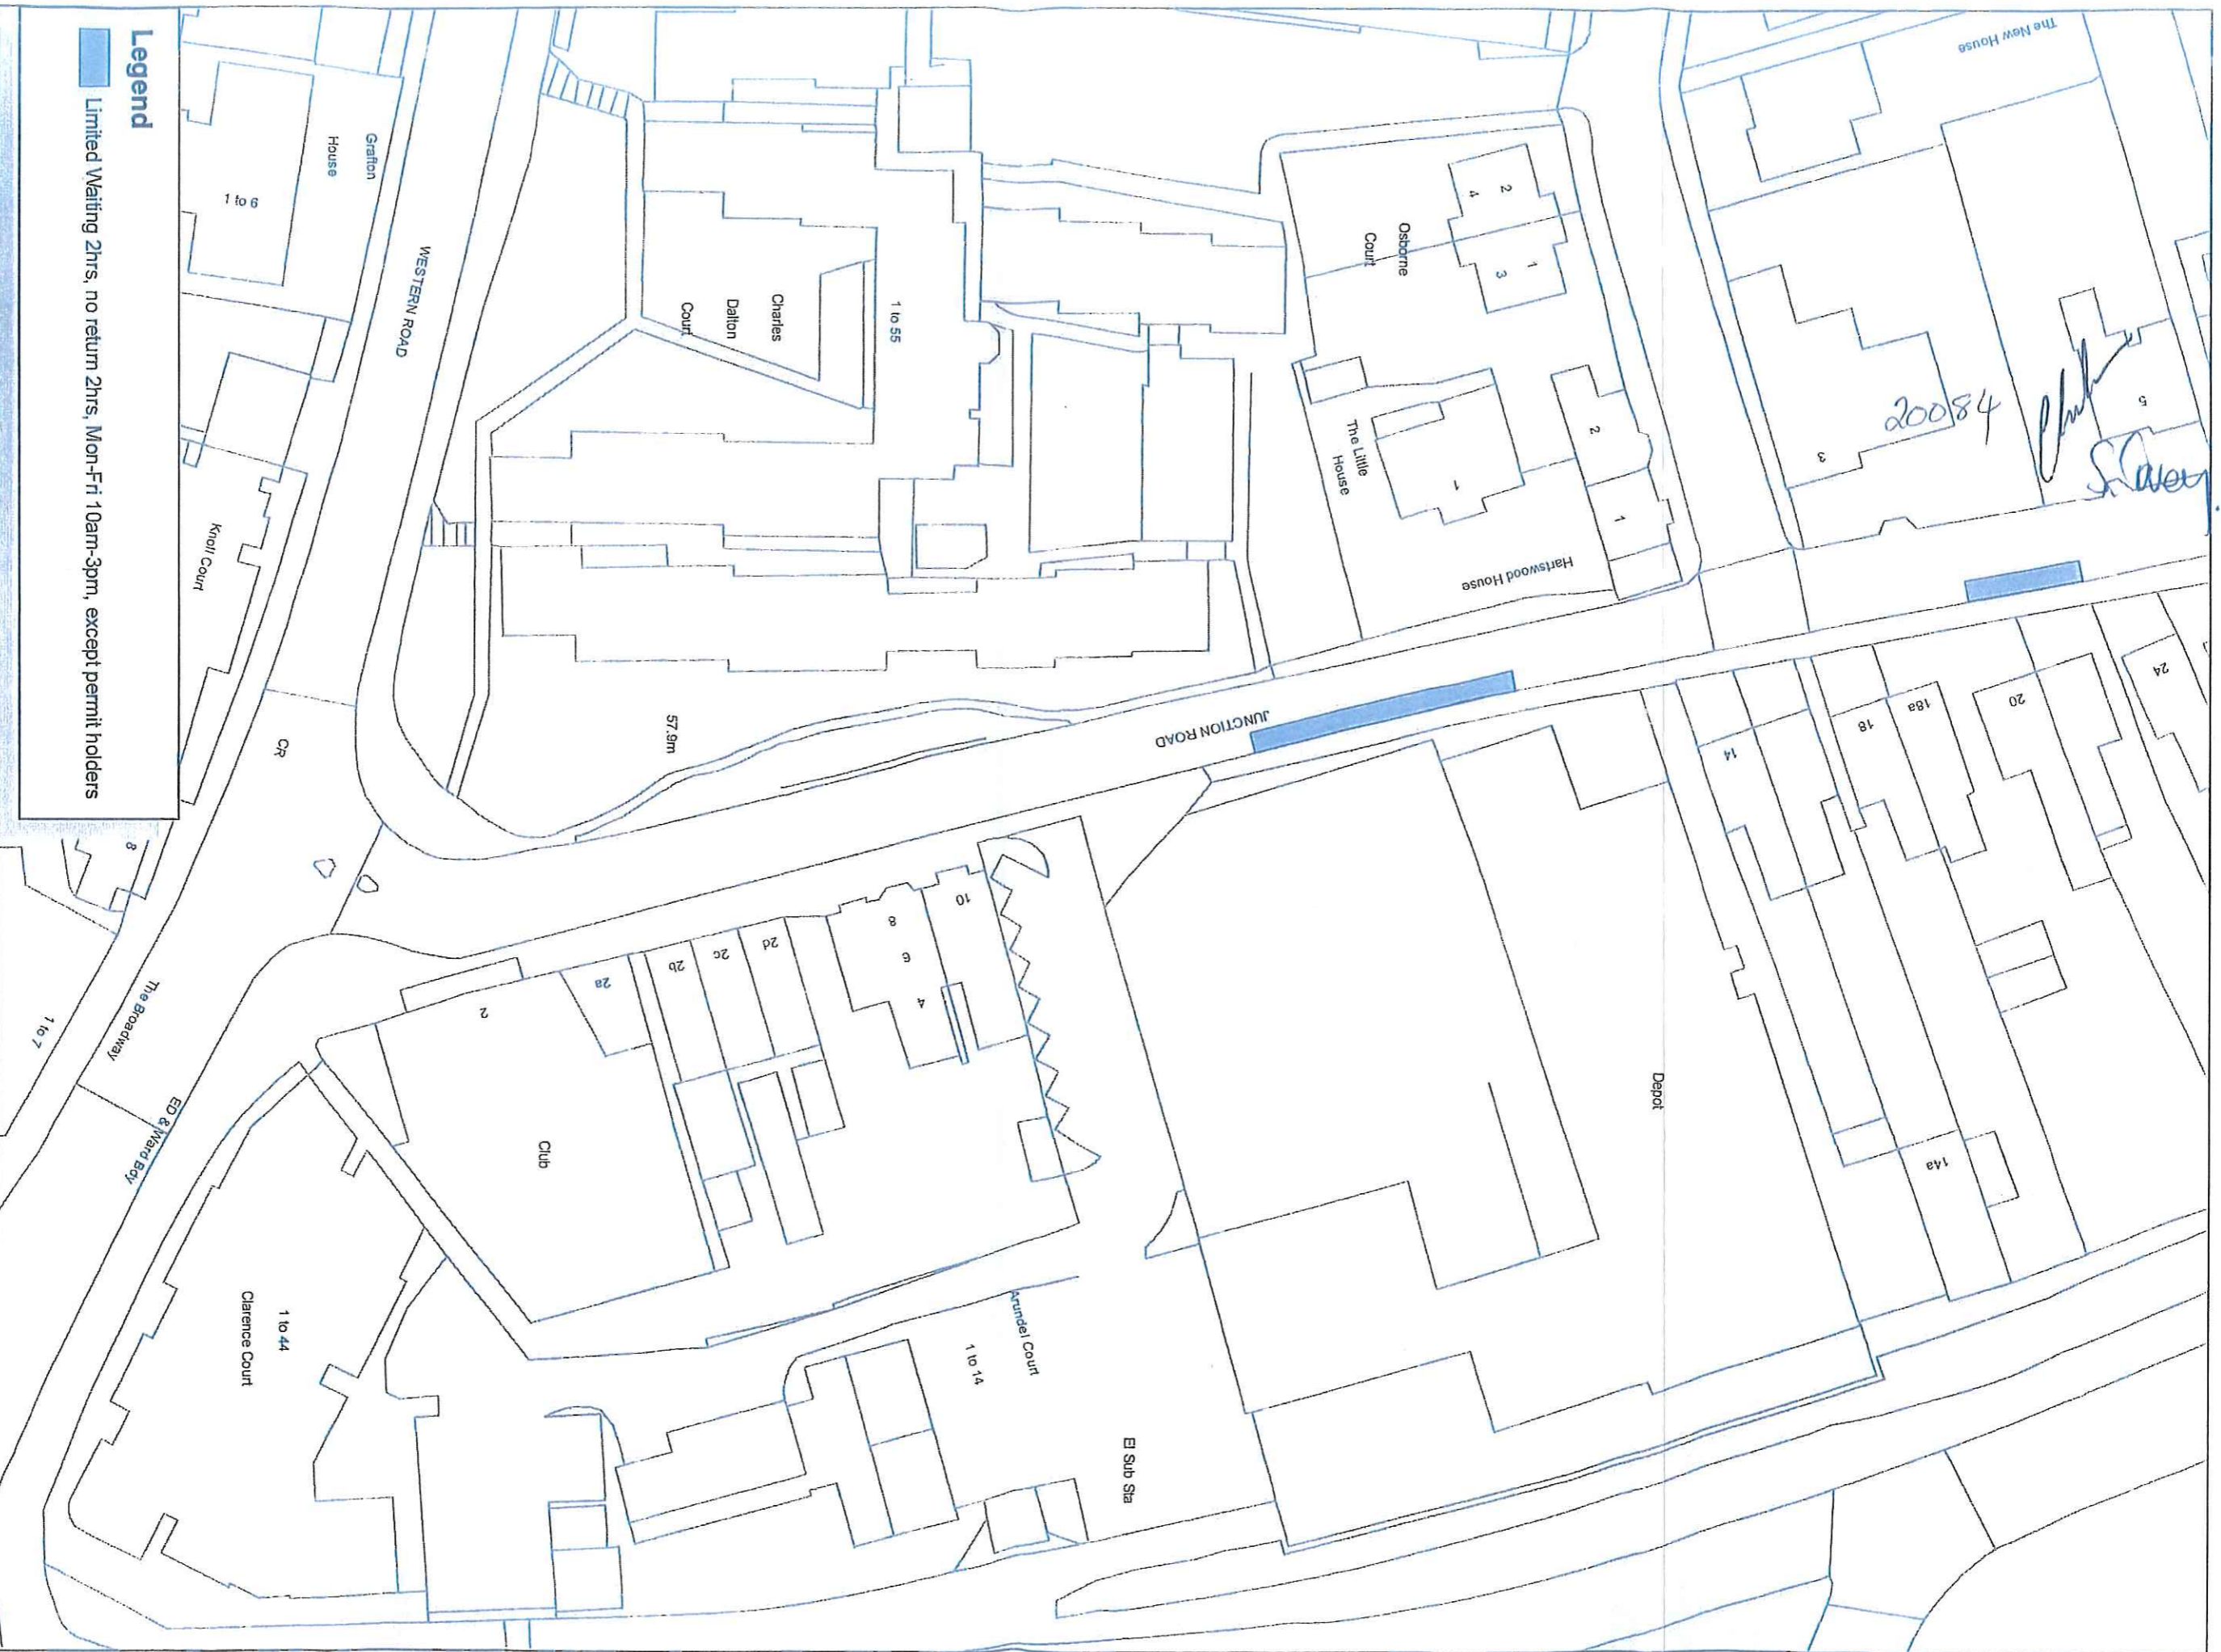 Legend
Limited Waiting 2hrs, no return 2hrs, Mon-Fri 10am-3pm, except permit holders
Grafton
House
1 to 6
WESTERN ROAD
Knoll Court
CR
8
The Broadway
1 to 7
ED & Ward Bdy
Charles
Dalton
Court
1 to 55
57.9m
Osborne
Court
2
4
1
3
The Little
House
1
2
1
Hartswood House
JUNCTION ROAD
The New House
5
3
20084
24
20
18a
18
14
14a
Depot
10
8
6
4
2d
2c
2b
2a
2
Club
1 to 44
Clarence Court
Arundel Court
1 to 14
El Sub Sta